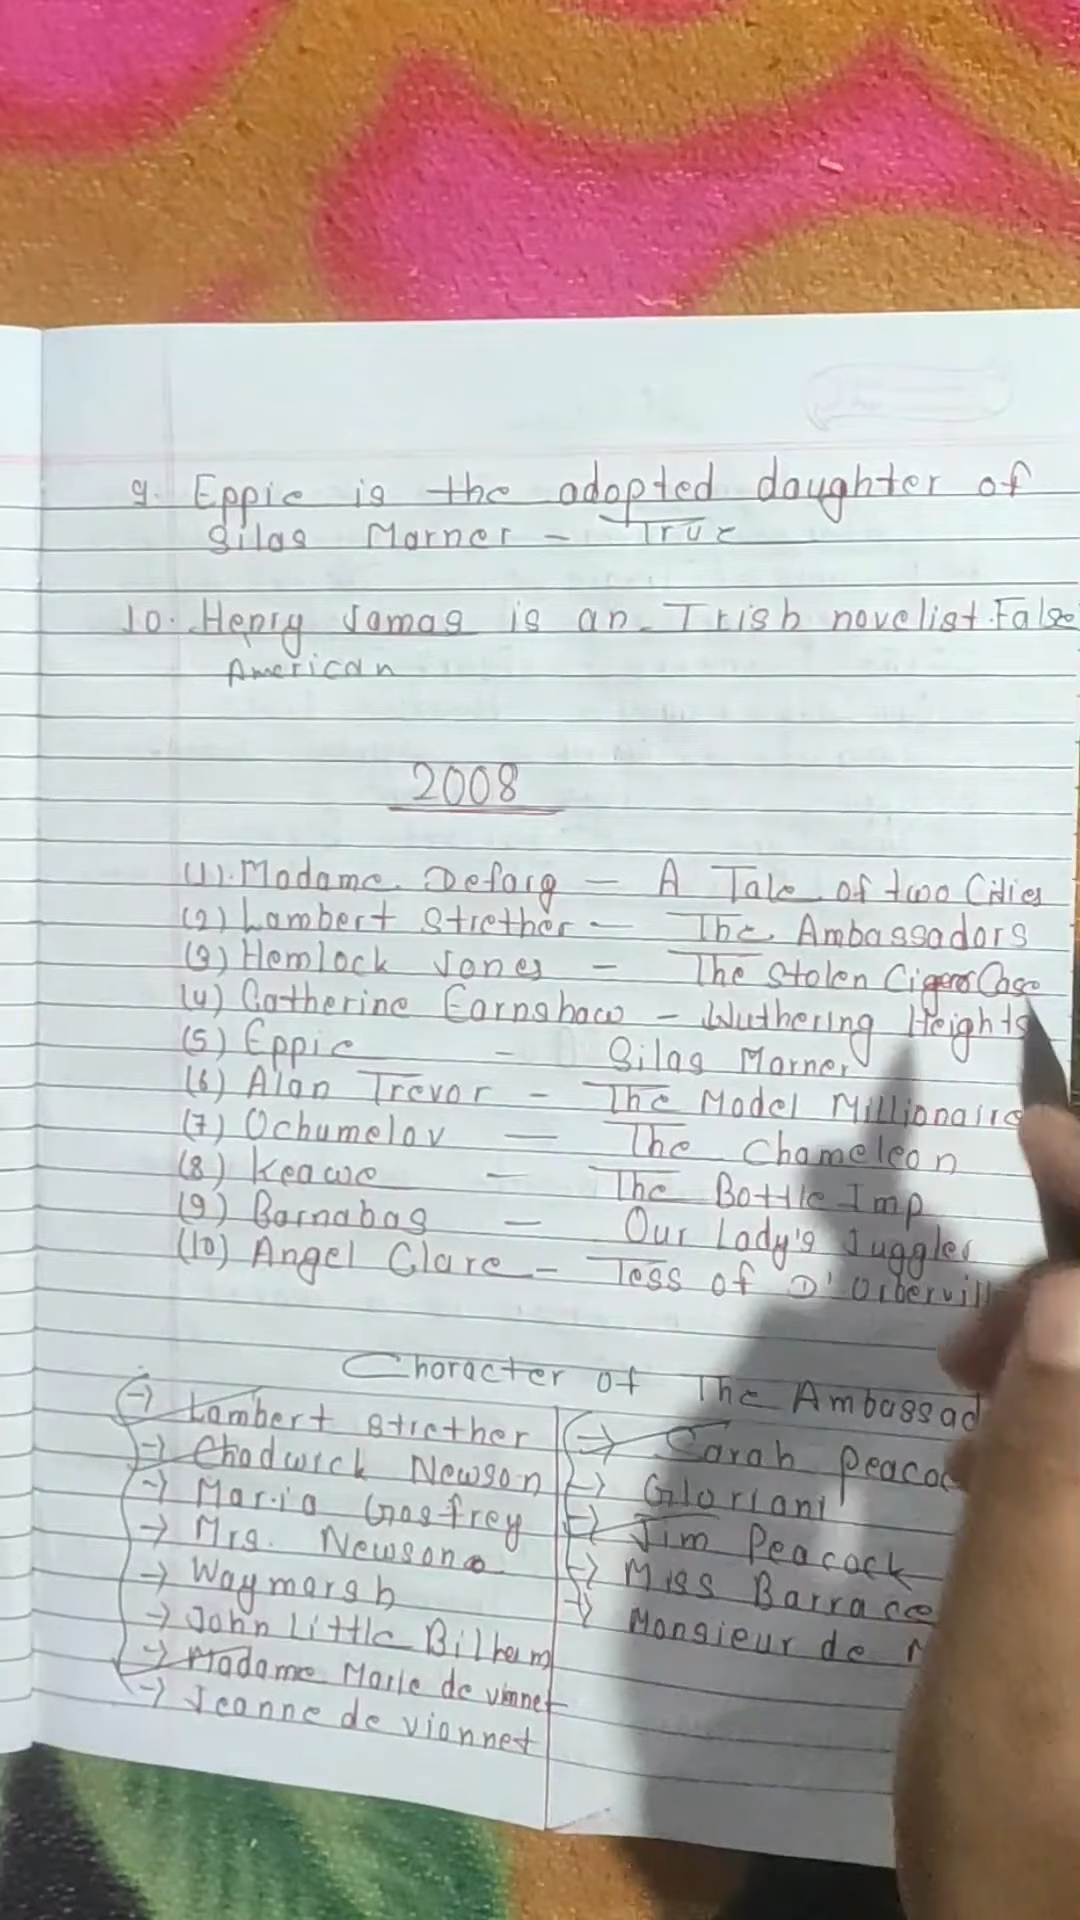 9. Eppie is the adopted daughter of
Silas Marner - True
10. Henry James is an Irish novelist. False
American
2008
(1). Madame Defarg - A Tale of two Cities
(2) Lambert Strether - The Ambassadors
(3) Hemlock Jones - The Stolen Cigar Case
(4) Catherine Earnshaw - Wuthering Heights
(5) Eppie - Silas Marner
(6) Alan Trevor - The Model Millionaire
(7) Ochumelov - The Chameleon
(8) Keawe - The Bottle Imp
(9) Barnabas - Our Lady's Juggler
(10) Angel Clare - Tess of D'Urbervill
Character of The Ambassad
→ Lambert Strether
→ Chadwick Newson
→ Maria Gosfrey
→ Mrs. Newson
→ Waymarsh
→ John Little Bilham
→ Madame Marie de vionnet
→ Jeanne de vionnet
→ Sarah Peacoc
→ Gloriani
→ Jim Peacock
→ Miss Barrace
→ Monsieur de